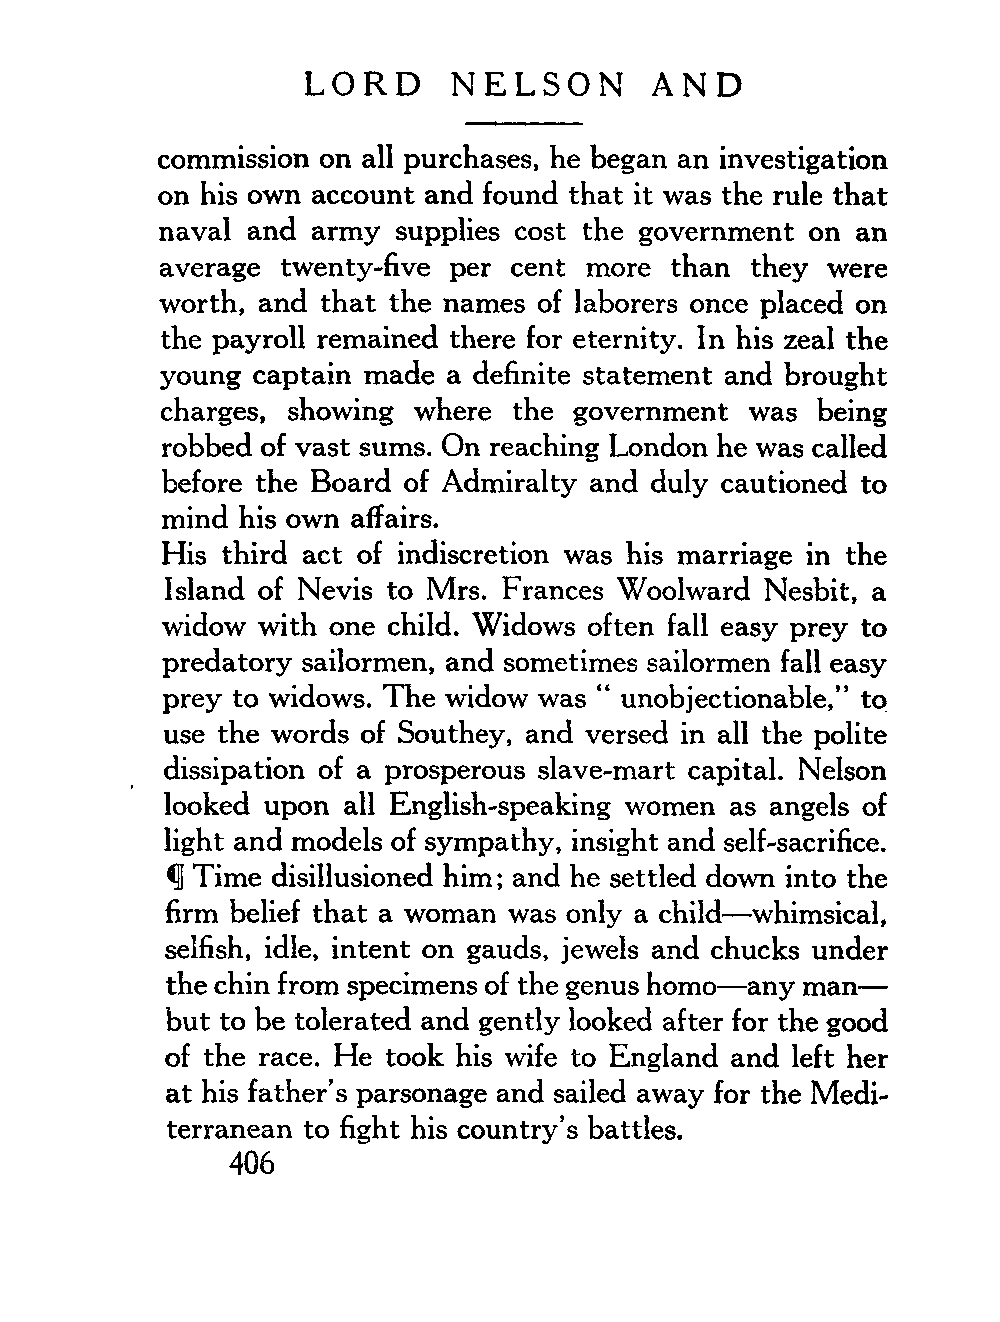 LORD NELSON AND
commission on all purchases, he began an investigation
on his own account and found that it was the rule that
naval and army supplies cost the government on an
average twenty-five per cent more than they were
worth, and that the names of laborers once placed on
the payroll remained there for eternity. In his zeal the
young captain made a definite statement and brought
charges, showing where the government was being
robbed of vast sums. On reaching London he was called
before the Board of Admiralty and duly cautioned to
mind his own affairs.
His third act of indiscretion was his marriage in the
Island of Nevis to Mrs. Frances Woolward Nesbit, a
widow with one child. Widows often fall easy prey to
predatory sailormen, and sometimes sailormen fall easy
prey to widows. The widow was “ unobjectionable,” to
use the words of Southey, and versed in all the polite
dissipation of a prosperous slave-mart capital. Nelson
looked upon all English-speaking women as angels of
light and models of sympathy, insight and self-sacrifice.
¶ Time disillusioned him; and he settled down into the
firm belief that a woman was only a child—whimsical,
selfish, idle, intent on gauds, jewels and chucks under
the chin from specimens of the genus homo—any man—
but to be tolerated and gently looked after for the good
of the race. He took his wife to England and left her
at his father's parsonage and sailed away for the Medi-
terranean to fight his country's battles.
406